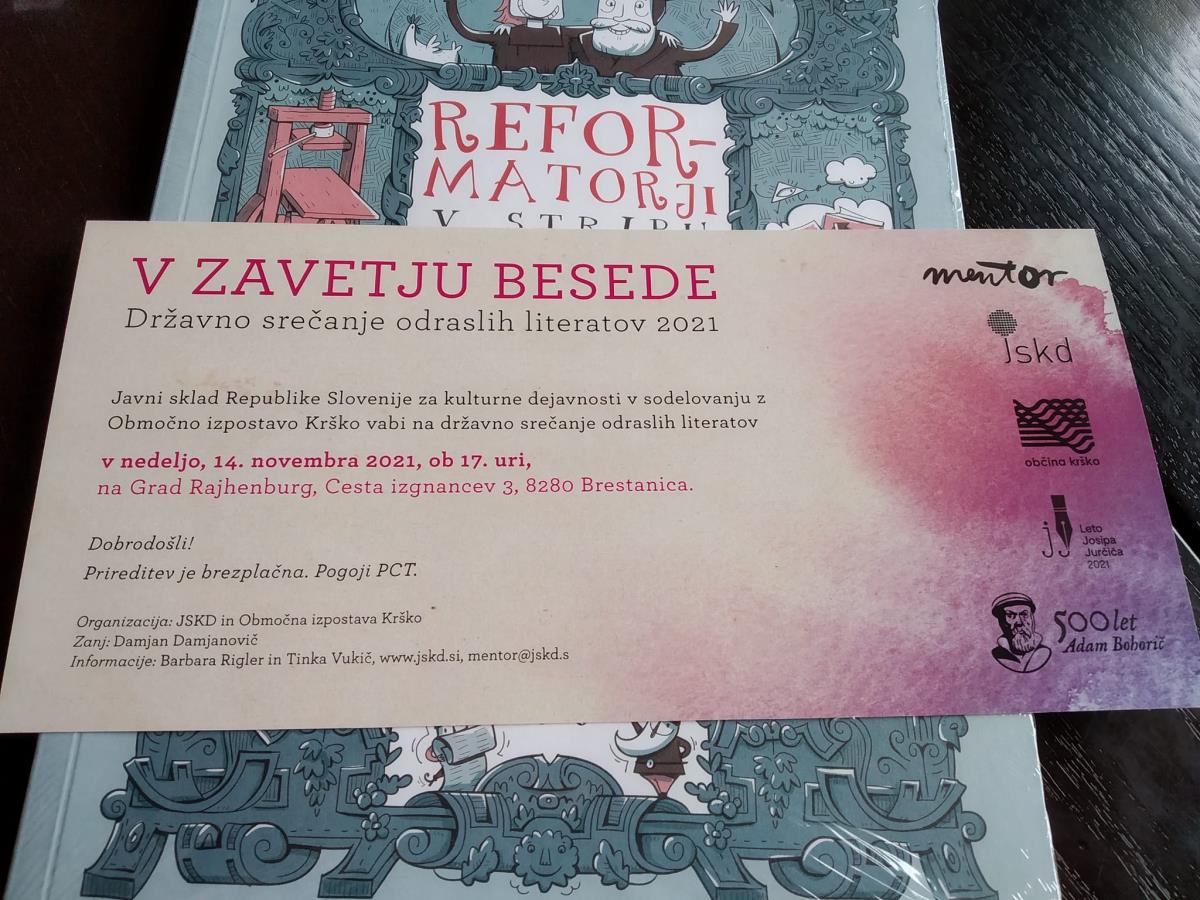 REFOR-
MATORJI
V STRIPU
V ZAVETJU BESEDE
Državno srečanje odraslih literatov 2021
Javni sklad Republike Slovenije za kulturne dejavnosti v sodelovanju z
Območno izpostavo Krško vabi na državno srečanje odraslih literatov
v nedeljo, 14. novembra 2021, ob 17. uri,
na Grad Rajhenburg, Cesta izgnancev 3, 8280 Brestanica.
Dobrodošli!
Prireditev je brezplačna. Pogoji PCT.
Organizacija: JSKD in Območna izpostava Krško
Zanj: Damjan Damjanovič
Informacije: Barbara Rigler in Tinka Vukič, www.jskd.si, mentor@jskd.s
mentor
jskd
občina krško
jj
Leto
Josipa
Jurčiča
2021
500 let
Adam Bohorič